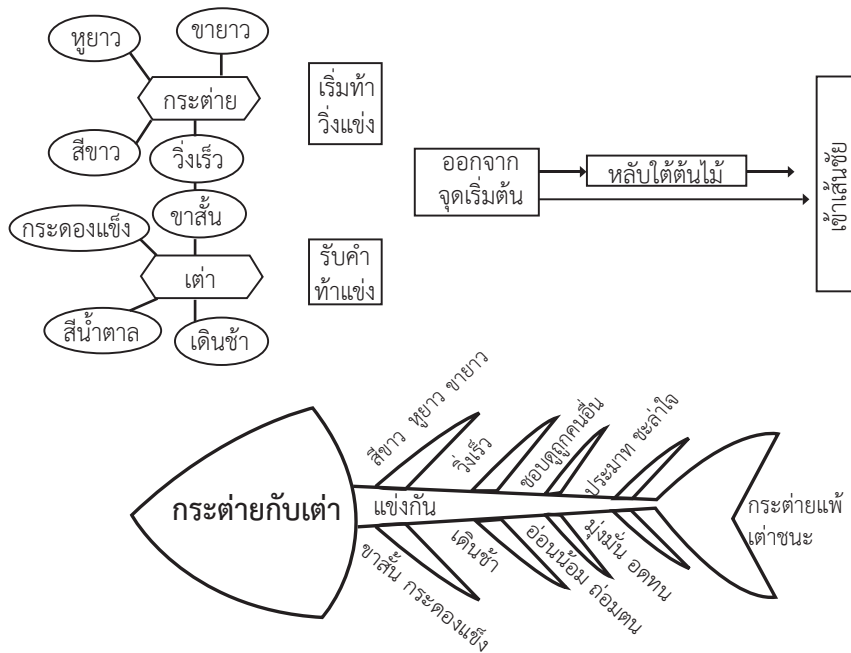 หูยาว
ขายาว
กระต่าย
สีขาว
วิ่งเร็ว
ขาสั้น
กระดองแข็ง
เต่า
สีน้ำตาล
เดินช้า
เริ่มท้า
วิ่งแข่ง
รับคำ
ท้าแข่ง
ออกจาก
จุดเริ่มต้น
หลับใต้ต้นไม้
เข้าเส้นชัย
กระต่ายกับเต่า
แข่งกัน
สีขาว หูยาว ขายาว
วิ่งเร็ว
ชอบดูถูกคนอื่น
ประมาท ชะล่าใจ
ขาสั้น กระดองแข็ง
เดินช้า
อ่อนน้อม ถ่อมตน
มุ่งมั่น อดทน
กระต่ายแพ้
เต่าชนะ